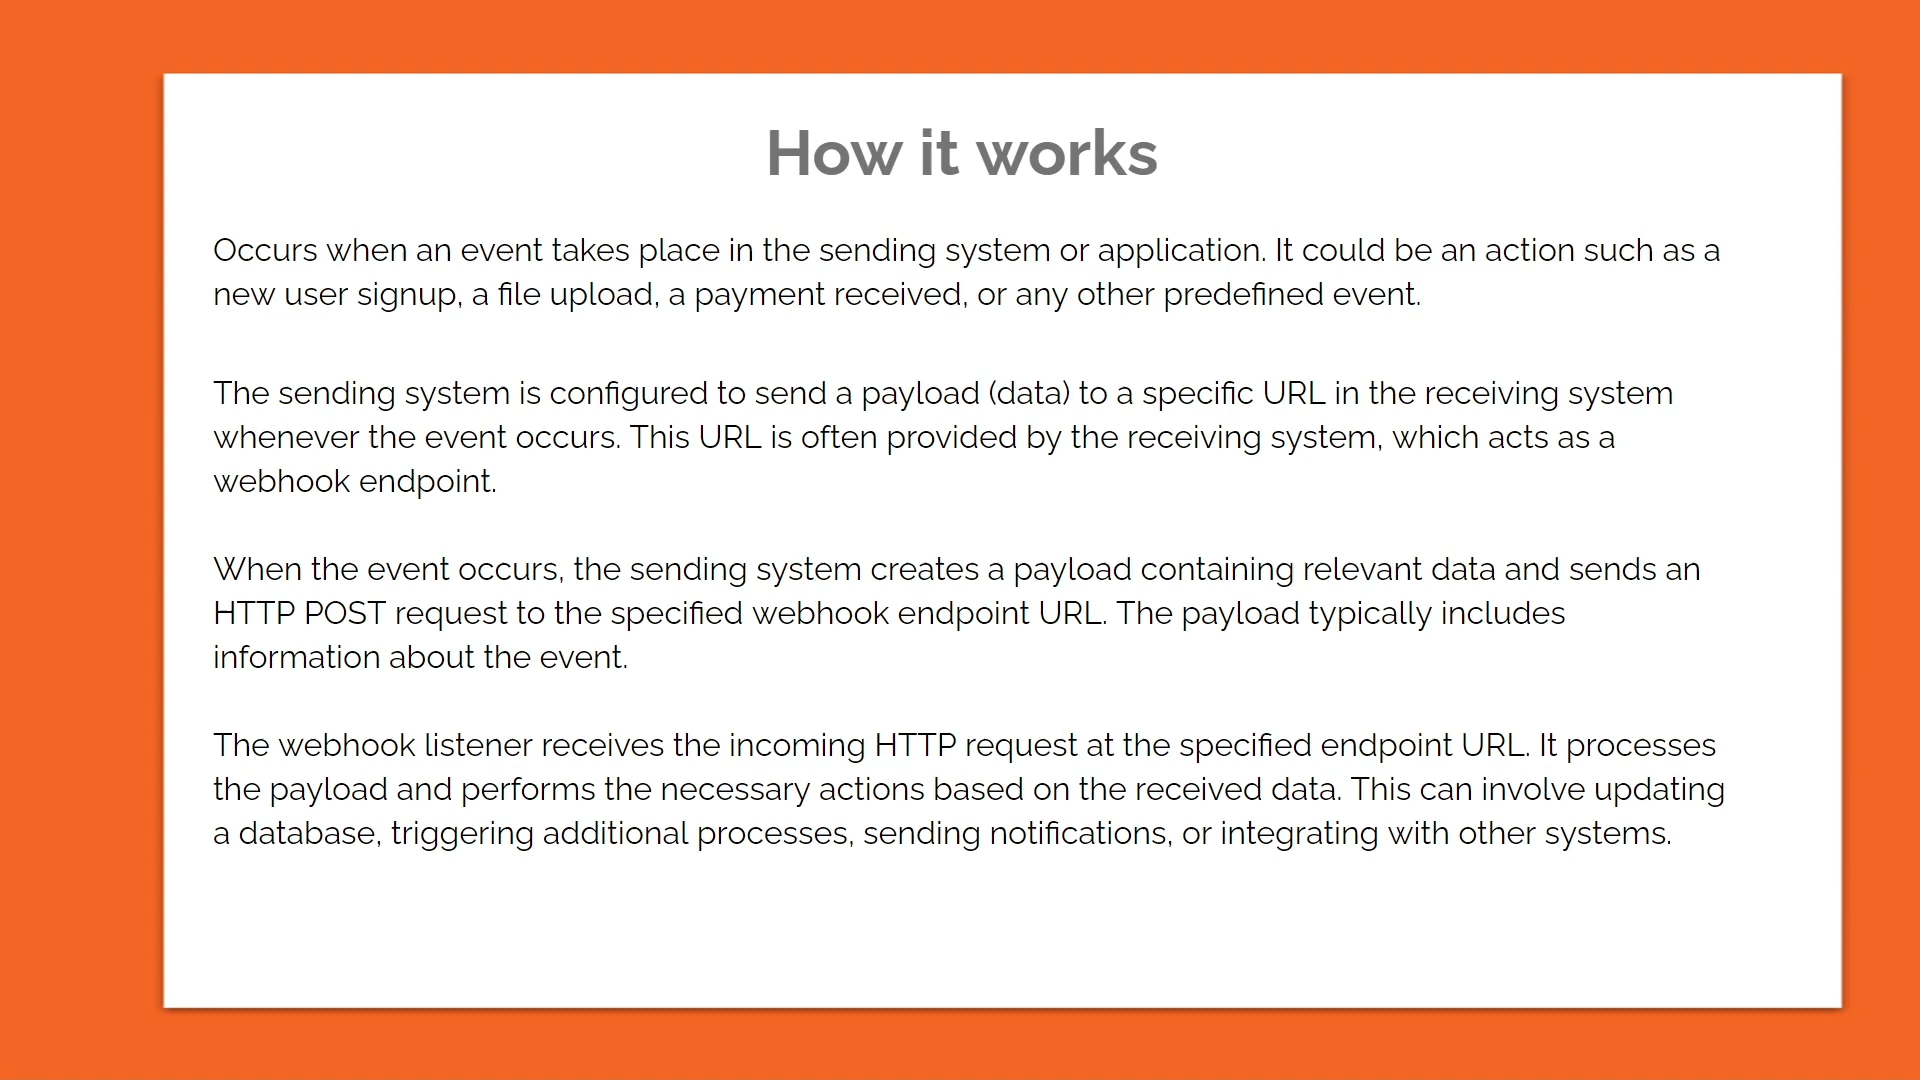 How it works
Occurs when an event takes place in the sending system or application. It could be an action such as a
new user signup, a file upload, a payment received, or any other predefined event.
The sending system is configured to send a payload (data) to a specific URL in the receiving system
whenever the event occurs. This URL is often provided by the receiving system, which acts as a
webhook endpoint.
When the event occurs, the sending system creates a payload containing relevant data and sends an
HTTP POST request to the specified webhook endpoint URL. The payload typically includes
information about the event.
The webhook listener receives the incoming HTTP request at the specified endpoint URL. It processes
the payload and performs the necessary actions based on the received data. This can involve updating
a database, triggering additional processes, sending notifications, or integrating with other systems.